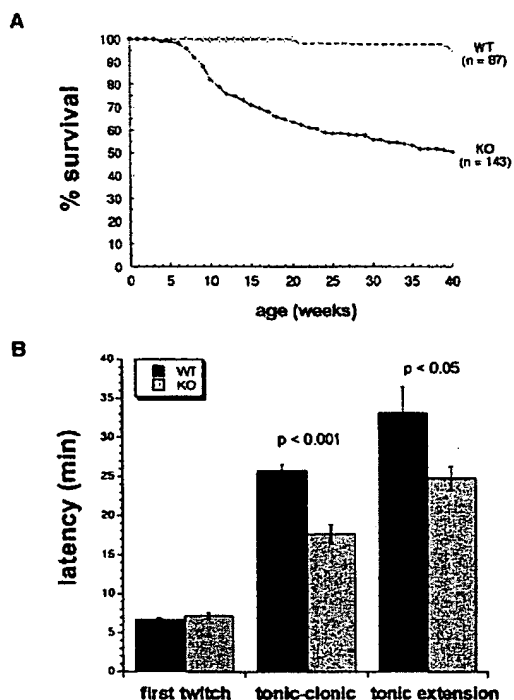 A
100
90
80
70
60
50
40
30
20
10
0
% survival
WT
(n = 87)
KO
(n = 143)
0 5 10 15 20 25 30 35 40
age (weeks)
B
40
35
30
25
20
15
10
5
0
latency (min)
WT
KO
p < 0.001
p < 0.05
first twitch tonic-clonic tonic extension